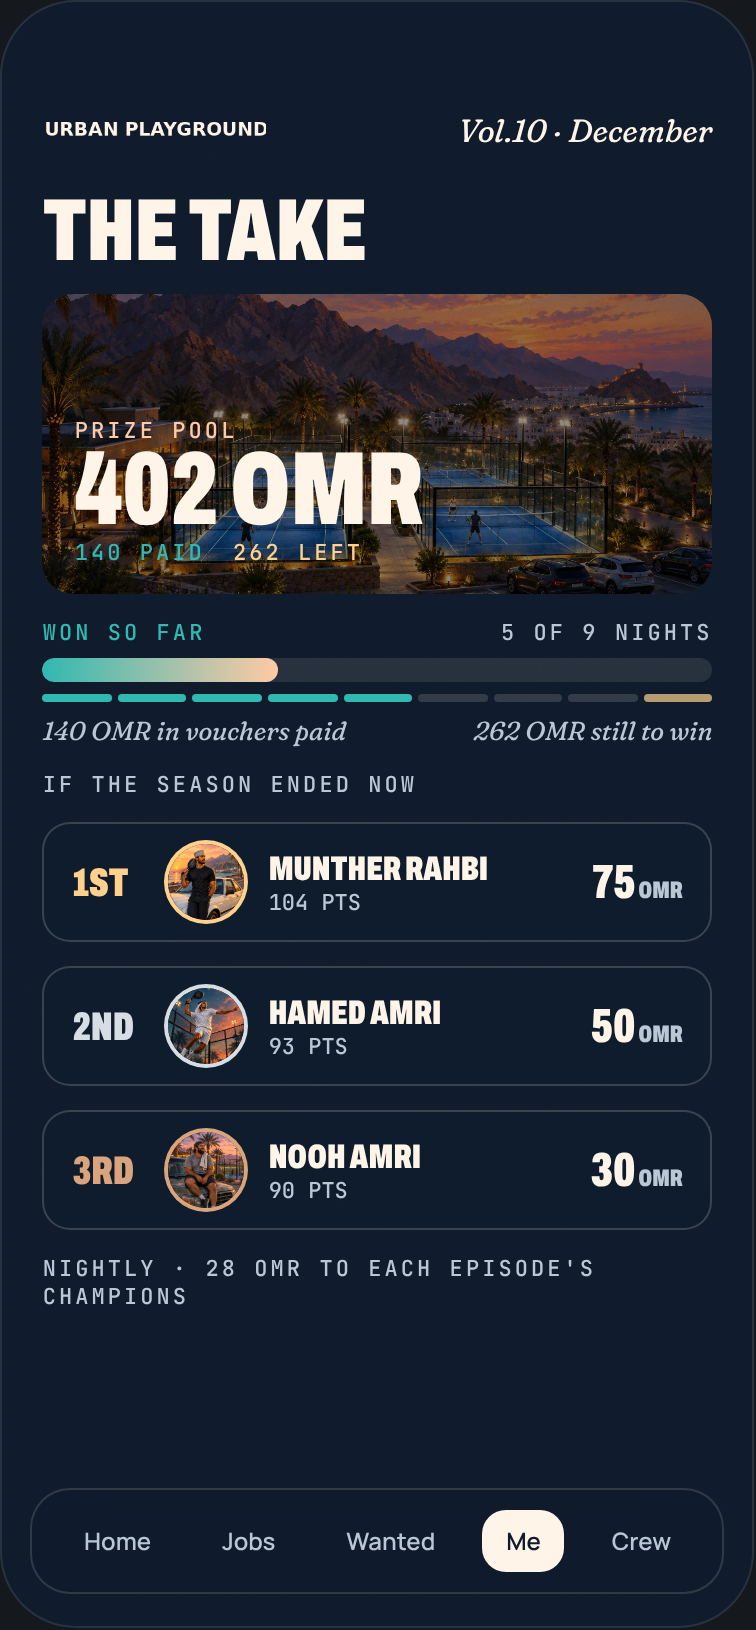 URBAN PLAYGROUND
Vol.10 · December
THE TAKE
PRIZE POOL
402 OMR
140 PAID 262 LEFT
WON SO FAR
5 OF 9 NIGHTS
140 OMR in vouchers paid
262 OMR still to win
IF THE SEASON ENDED NOW
1ST
MUNTHER RAHBI
104 PTS
75 OMR
2ND
HAMED AMRI
93 PTS
50 OMR
3RD
NOOH AMRI
90 PTS
30 OMR
NIGHTLY · 28 OMR TO EACH EPISODE'S
CHAMPIONS
Home
Jobs
Wanted
Me
Crew